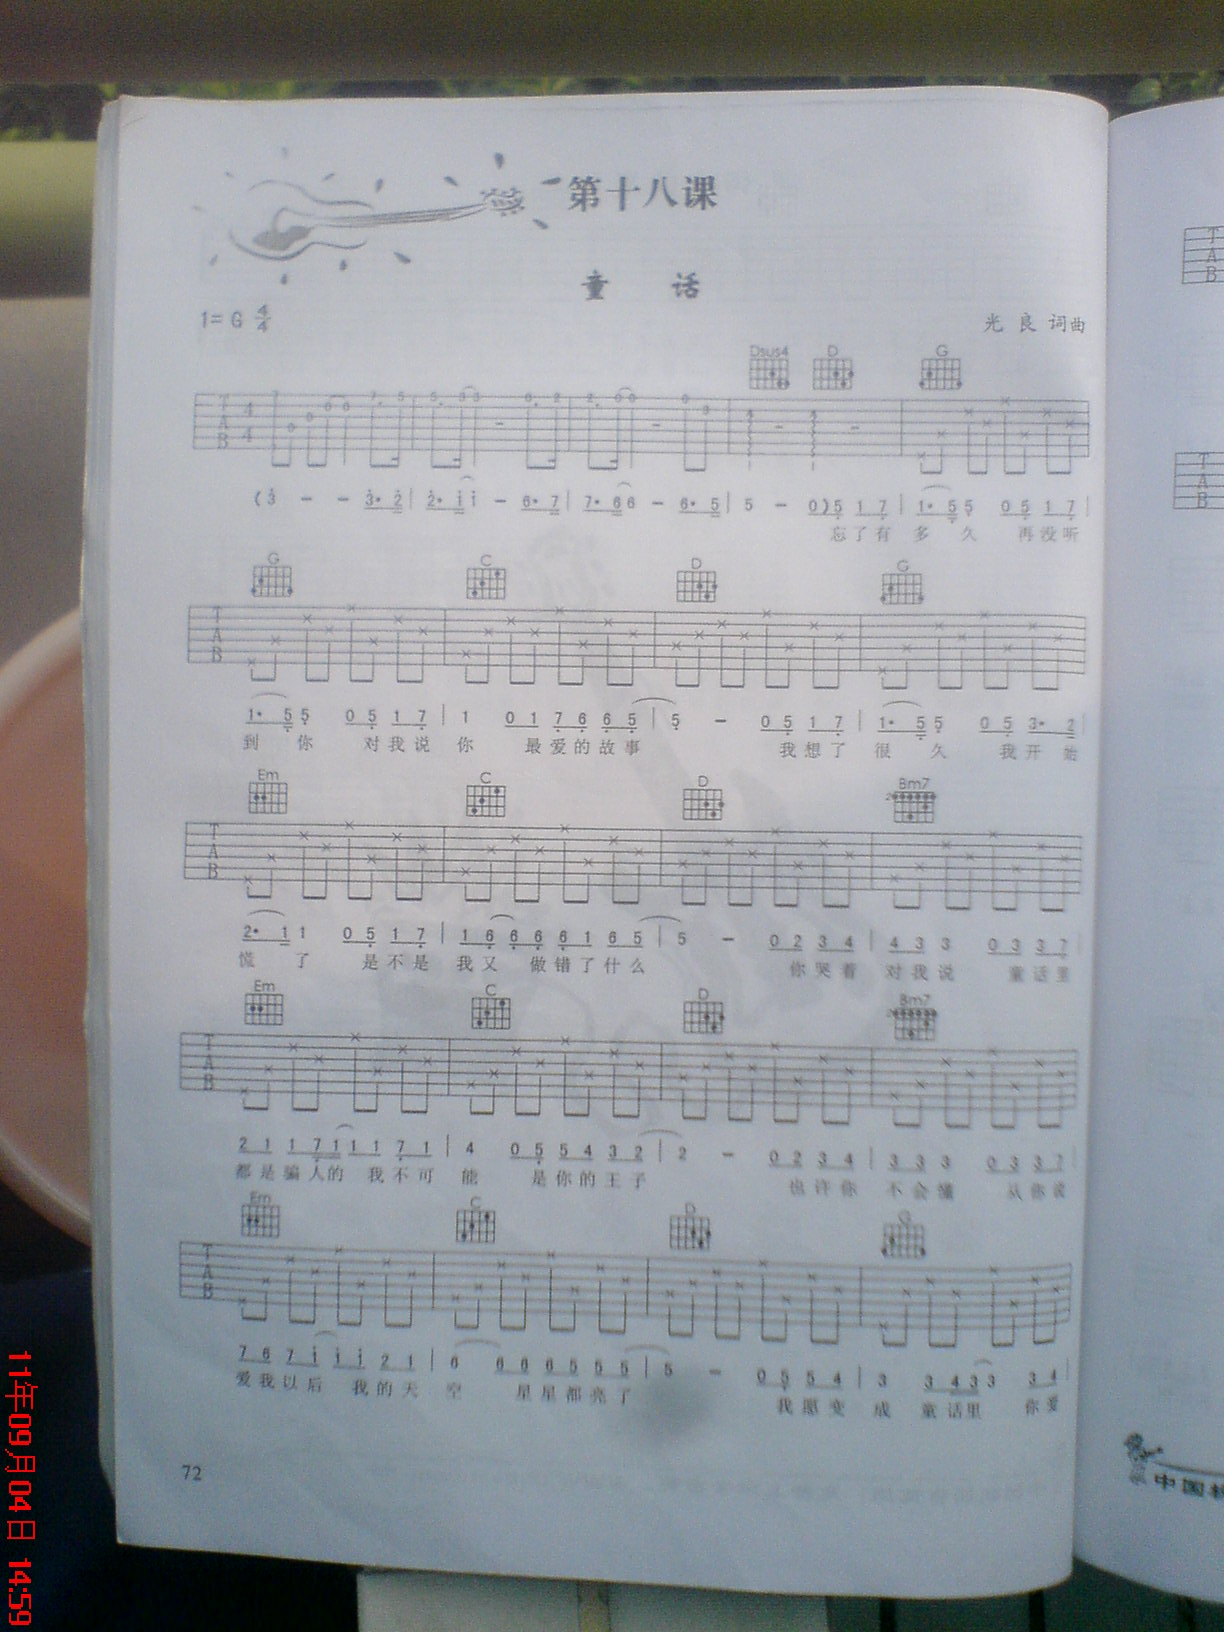 第十八课
童 话
1= G 4/4
光 良 词曲
Dsus4 D G
T A B 4/4
(3 - - 3· 2 | 2· 1 1 - 6· 7 | 7· 6 6 - 6· 5 | 5 - 0) 5 1 7 | 1· 5 5 0 5 1 7 |
忘了有 多 久 再没听
G C D G
T A B
1· 5 5 0 5 1 7 | 1 0 1 7 6 6 5 | 5 - 0 5 1 7 | 1· 5 5 0 5 3· 2
到 你 对我说 你 最爱的故事 我想了 很 久 我开始
Em C D Bm7
T A B
2· 1 1 0 5 1 7 | 1 6 6 6 6 1 6 5 | 5 - 0 2 3 4 | 4 3 3 0 3 3 7
慌 了 是不是 我又 做错了什么 你哭着 对我说 童话里
Em C D Bm7
T A B
2 1 1 7 1 1 1 7 1 | 4 0 5 5 4 3 2 | 2 - 0 2 3 4 | 3 3 3 0 3 3 7
都是骗人的 我不可 能 是你的王子 也许你 不会懂 从你说
Em C D G
T A B
7 6 7 1 1 1 2 1 | 6 6 6 6 5 5 5 | 5 - 0 5 5 4 | 3 3 4 3 3 3 4
爱我以后 我的天 空 星星都亮了 我愿变 成 童话里 你爱
72
T A B
T A B
中国
11年09月04日 14:59